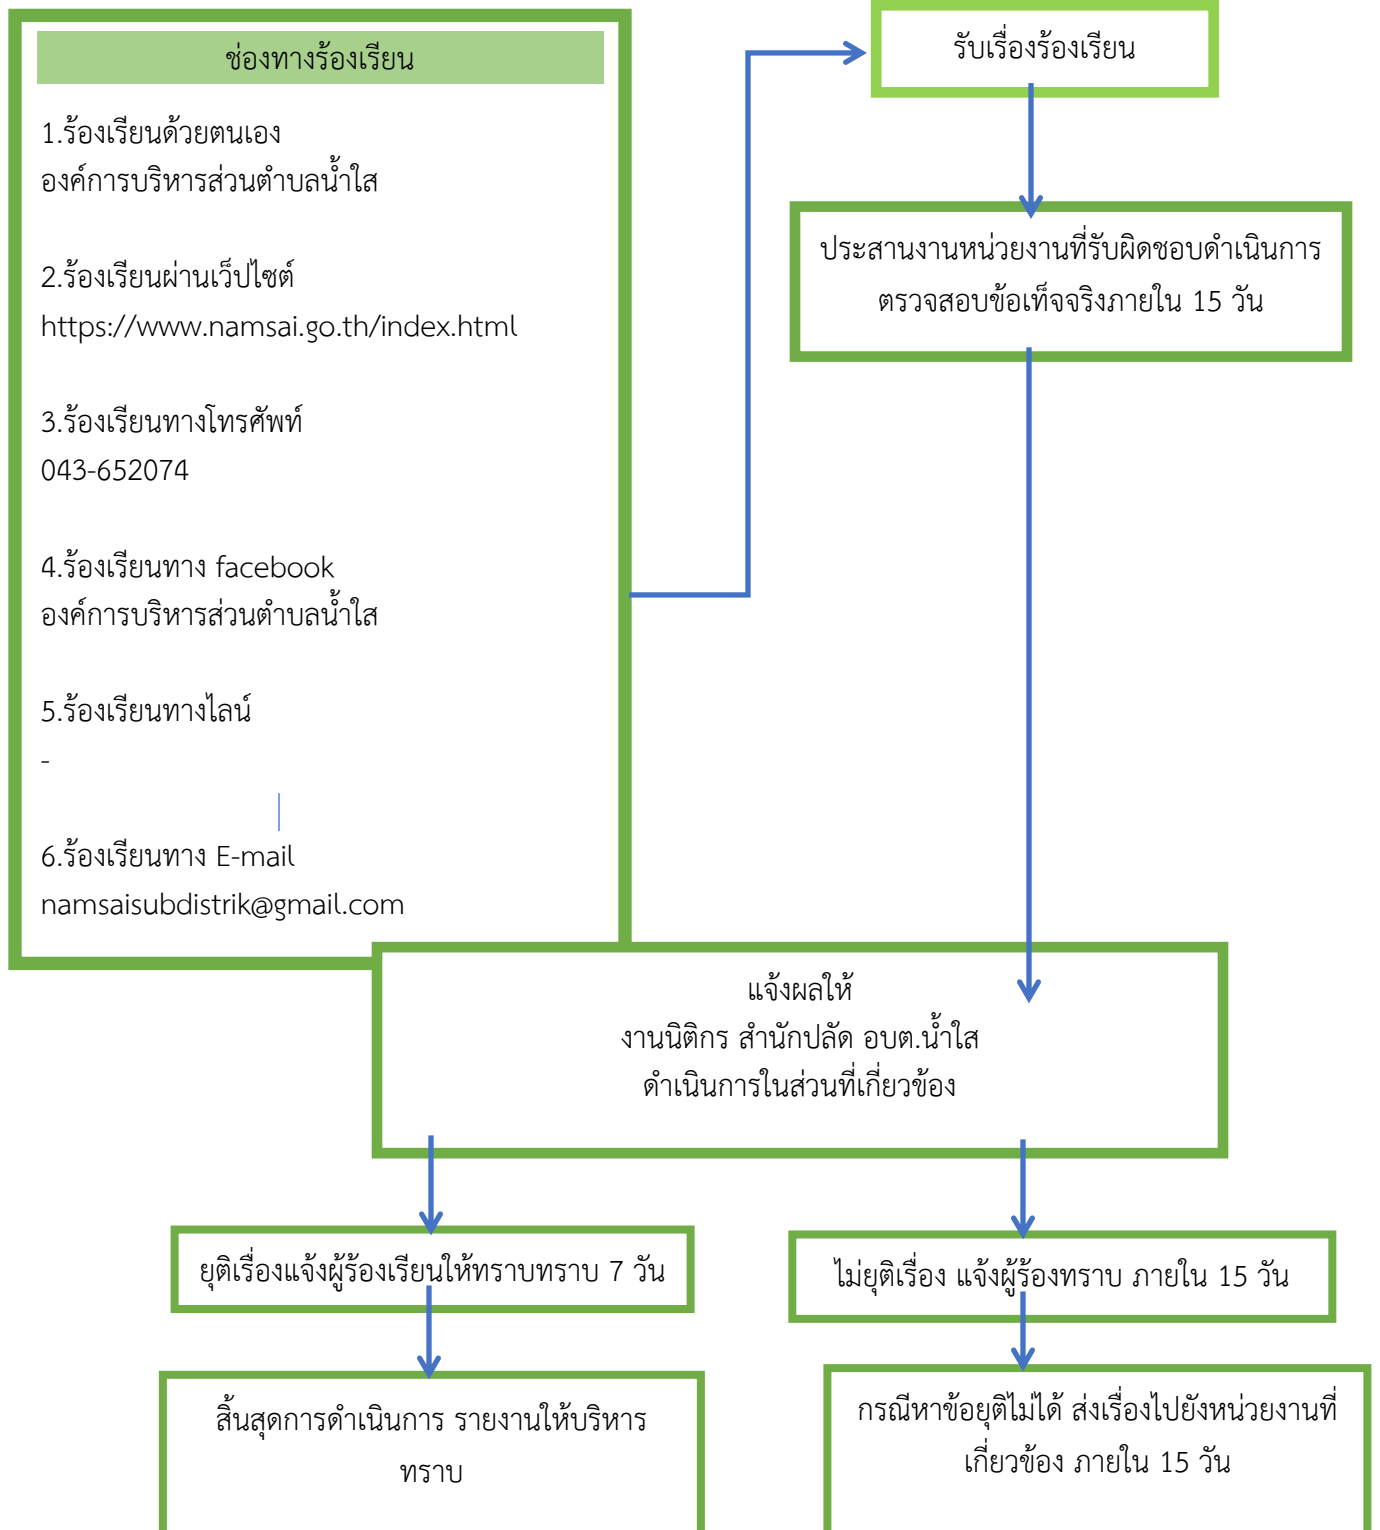 ช่องทางร้องเรียน
1.ร้องเรียนด้วยตนเอง
องค์การบริหารส่วนตำบลน้ำใส
2.ร้องเรียนผ่านเว็ปไซต์
https://www.namsai.go.th/index.html
3.ร้องเรียนทางโทรศัพท์
043-652074
4.ร้องเรียนทาง facebook
องค์การบริหารส่วนตำบลน้ำใส
5.ร้องเรียนทางไลน์
-
6.ร้องเรียนทาง E-mail
namsaisubdistrik@gmail.com
รับเรื่องร้องเรียน
ประสานงานหน่วยงานที่รับผิดชอบดำเนินการ
ตรวจสอบข้อเท็จจริงภายใน 15 วัน
แจ้งผลให้
งานนิติกร สำนักปลัด อบต.น้ำใส
ดำเนินการในส่วนที่เกี่ยวข้อง
ยุติเรื่องแจ้งผู้ร้องเรียนให้ทราบทราบ 7 วัน
ไม่ยุติเรื่อง แจ้งผู้ร้องทราบ ภายใน 15 วัน
สิ้นสุดการดำเนินการ รายงานให้บริหาร
ทราบ
กรณีหาข้อยุติไม่ได้ ส่งเรื่องไปยังหน่วยงานที่
เกี่ยวข้อง ภายใน 15 วัน